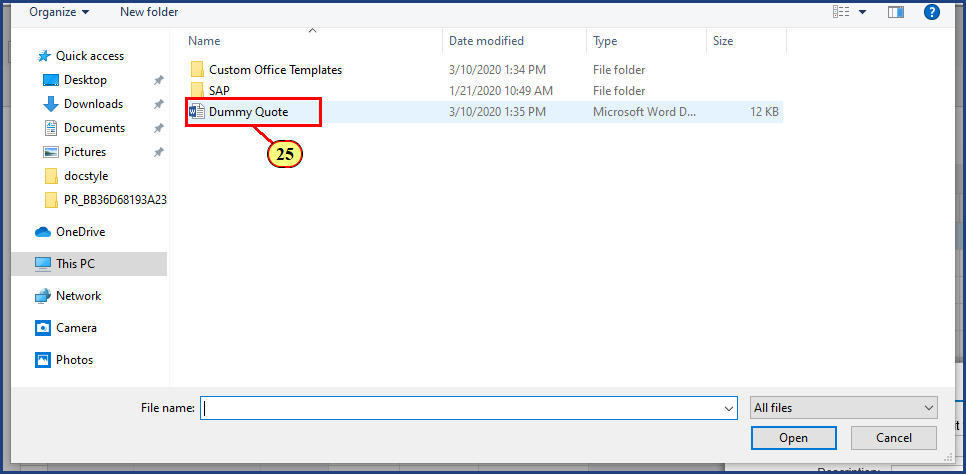 Organize New folder ?
Name Date modified Type Size
Quick access
Desktop
Downloads
Documents
Pictures
docstyle
PR_BB36D68193A23
OneDrive
This PC
Network
Camera
Photos
Custom Office Templates 3/10/2020 1:34 PM File folder
SAP 1/21/2020 10:49 AM File folder
Dummy Quote 3/10/2020 1:35 PM Microsoft Word D... 12 KB
25
File name: All files
Open Cancel